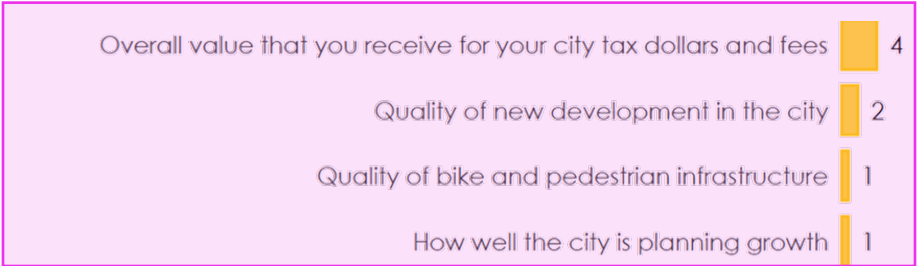 Overall value that you receive for your city tax dollars and fees 4
Quality of new development in the city 2
Quality of bike and pedestrian infrastructure 1
How well the city is planning growth 1